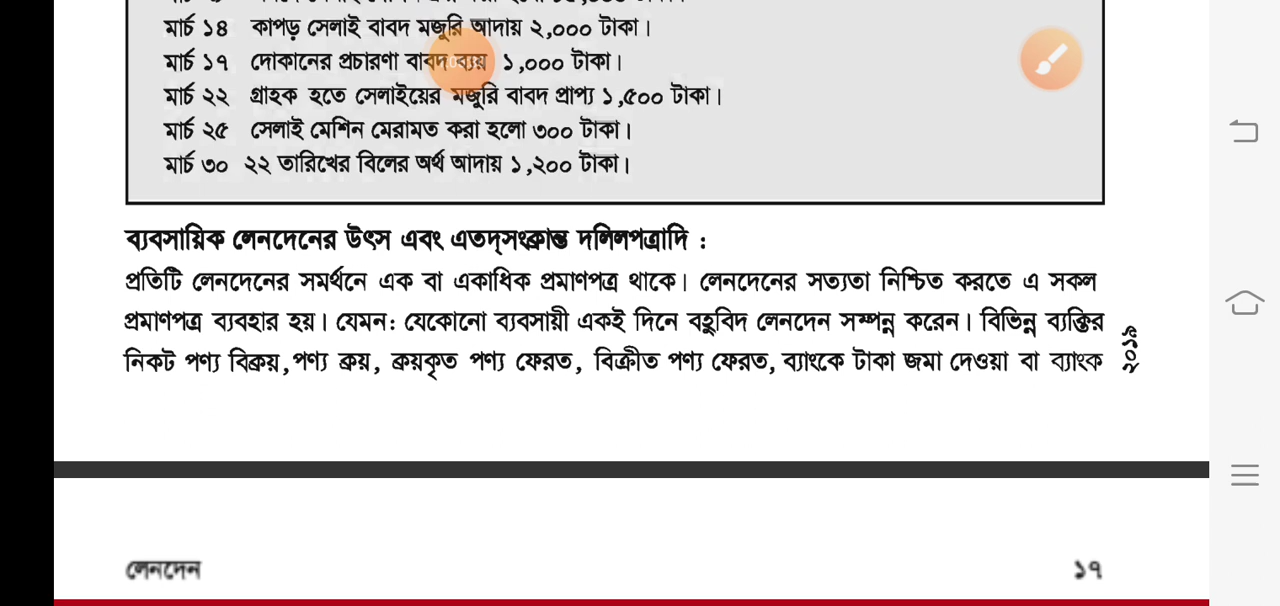 মার্চ ১৪ কাপড় সেলাই বাবদ মজুরি আদায় ২,০০০ টাকা।
মার্চ ১৭ দোকানের প্রচারণা বাবদ ব্যয় ১,০০০ টাকা।
মার্চ ২২ গ্রাহক হতে সেলাইয়ের মজুরি বাবদ প্রাপ্য ১,৫০০ টাকা।
মার্চ ২৫ সেলাই মেশিন মেরামত করা হলো ৩০০ টাকা।
মার্চ ৩০ ২২ তারিখের বিলের অর্থ আদায় ১,২০০ টাকা।
ব্যবসায়িক লেনদেনের উৎস এবং এতদ্‌সংক্রান্ত দলিলপত্রাদি :
প্রতিটি লেনদেনের সমর্থনে এক বা একাধিক প্রমাণপত্র থাকে। লেনদেনের সত্যতা নিশ্চিত করতে এ সকল
প্রমাণপত্র ব্যবহার হয়। যেমন: যেকোনো ব্যবসায়ী একই দিনে বহুবিদ লেনদেন সম্পন্ন করেন। বিভিন্ন ব্যক্তির
নিকট পণ্য বিক্রয়,পণ্য ক্রয়, ক্রয়কৃত পণ্য ফেরত, বিক্রীত পণ্য ফেরত, ব্যাংকে টাকা জমা দেওয়া বা ব্যাংক
২০১৯
লেনদেন ১৭